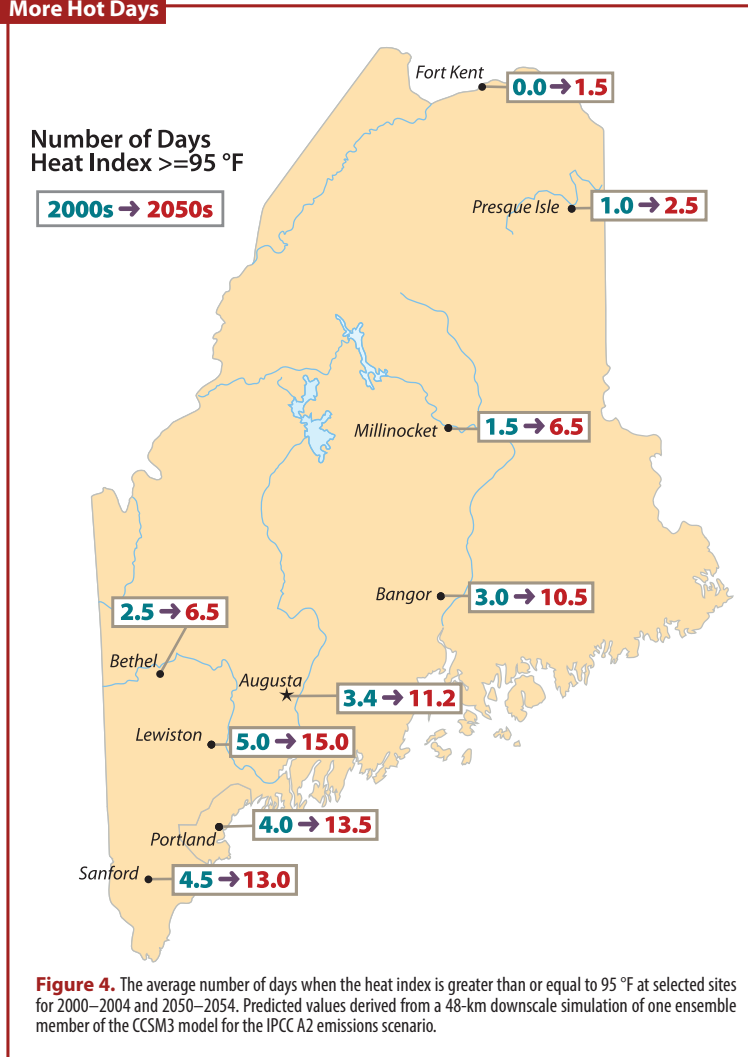 More Hot Days
Fort Kent
0.0 → 1.5
Number of Days
Heat Index >=95 °F
2000s → 2050s
Presque Isle
1.0 → 2.5
Millinocket
1.5 → 6.5
Bangor
3.0 → 10.5
2.5 → 6.5
Bethel
Augusta
3.4 → 11.2
Lewiston
5.0 → 15.0
Portland
4.0 → 13.5
Sanford
4.5 → 13.0
Figure 4. The average number of days when the heat index is greater than or equal to 95 °F at selected sites
for 2000–2004 and 2050–2054. Predicted values derived from a 48-km downscale simulation of one ensemble
member of the CCSM3 model for the IPCC A2 emissions scenario.